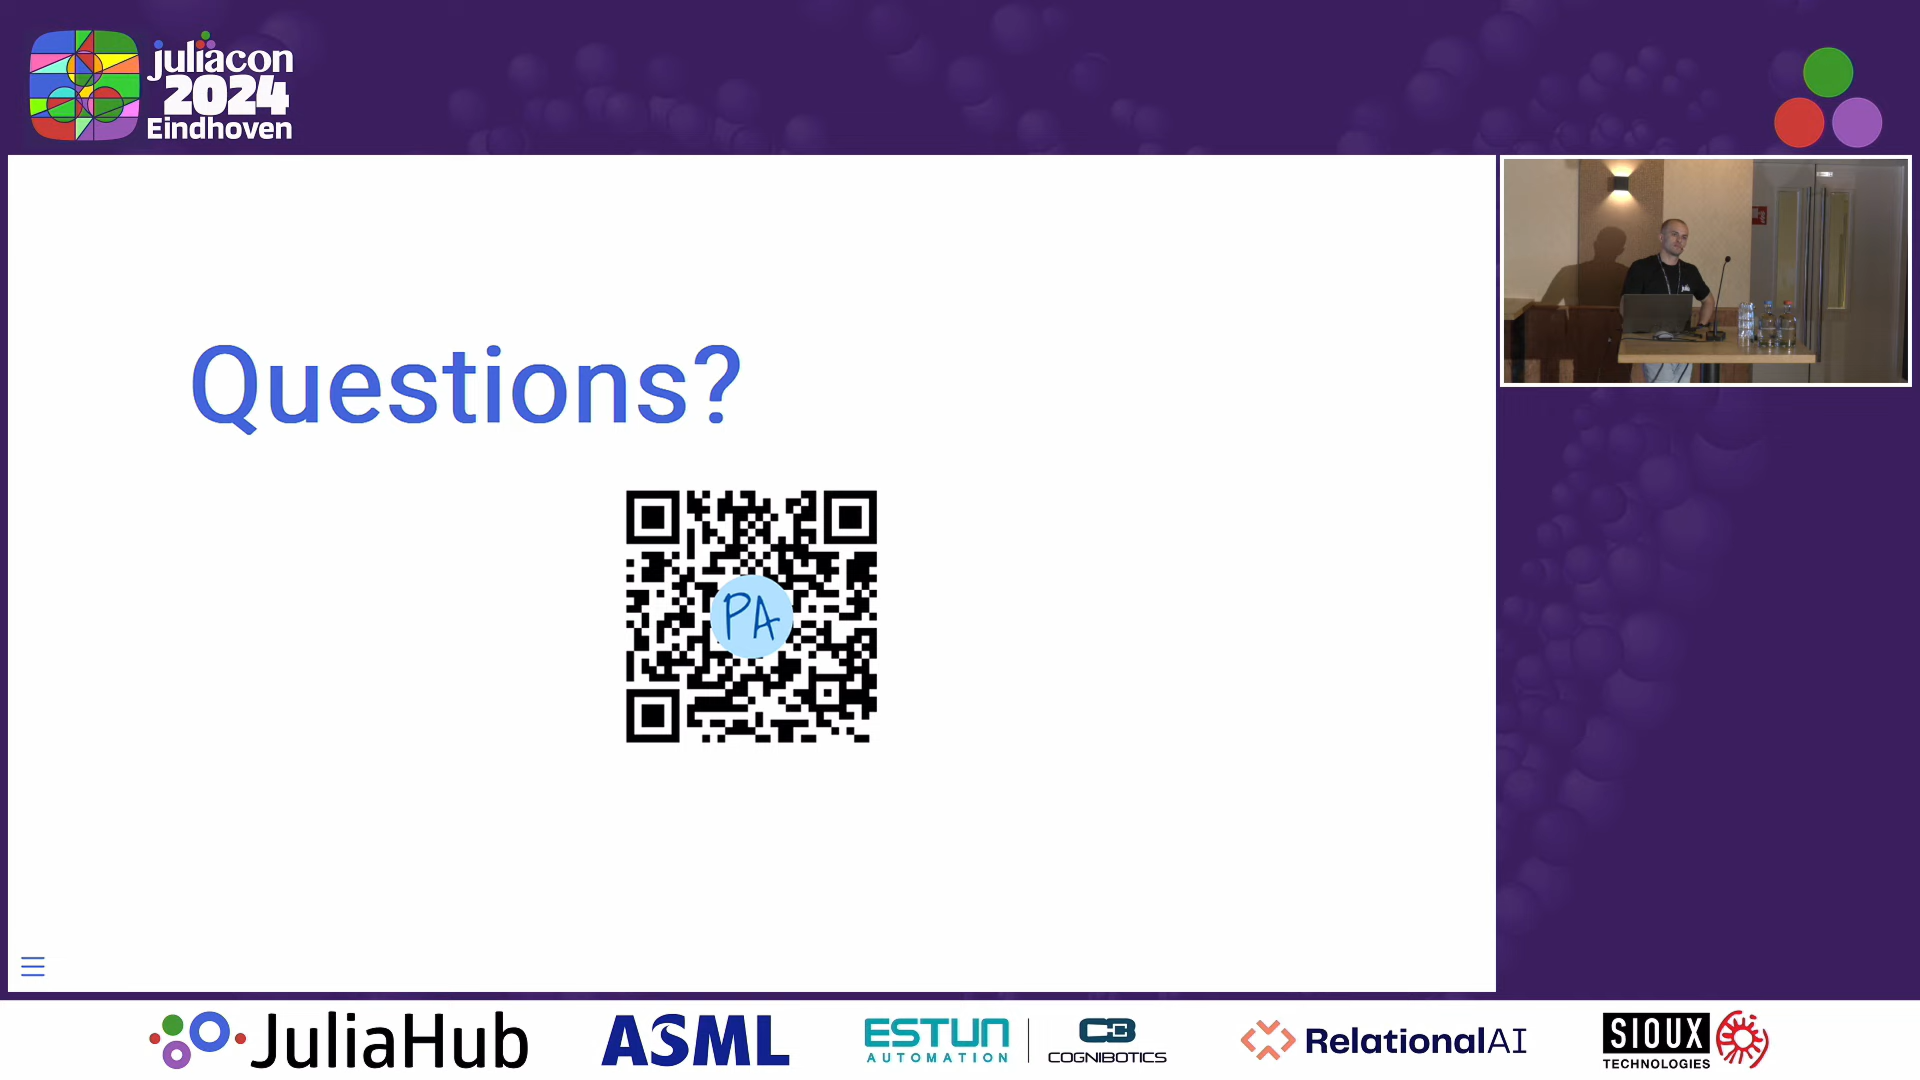 juliacon
2024
Eindhoven
Questions?
PA
JuliaHub
ASML
ESTUN
AUTOMATION
COGNIBOTICS
RelationalAI
SIOUX
TECHNOLOGIES